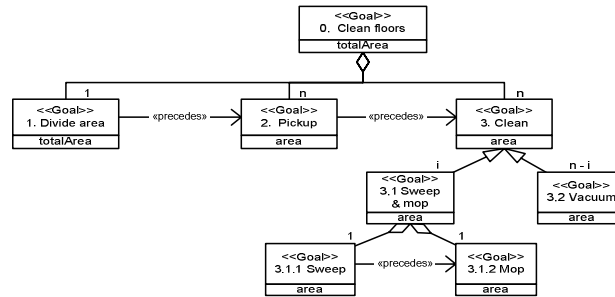 <<Goal>>
0. Clean floors
totalArea
1
n
n
<<Goal>>
1. Divide area
totalArea
«precedes»
<<Goal>>
2. Pickup
area
«precedes»
<<Goal>>
3. Clean
area
i
n - i
<<Goal>>
3.1 Sweep
& mop
area
<<Goal>>
3.2 Vacuum
area
1
1
<<Goal>>
3.1.1 Sweep
area
«precedes»
<<Goal>>
3.1.2 Mop
area